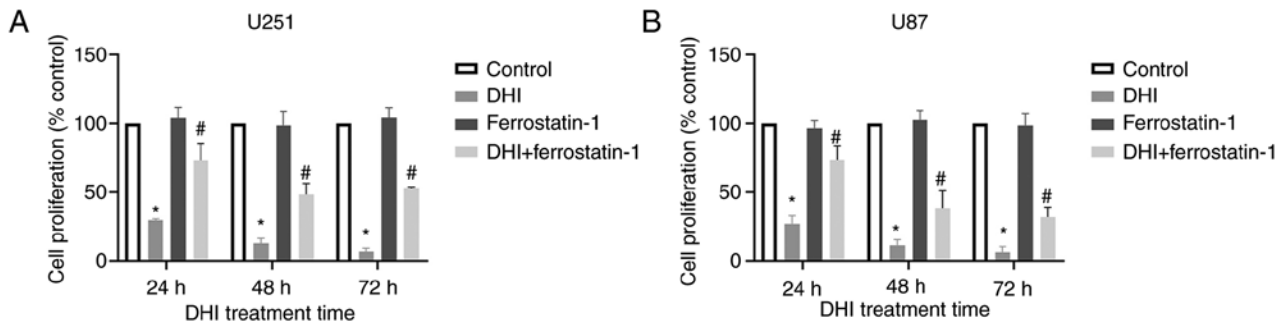 A
U251
Cell proliferation (% control)
150
100
50
0
*
#
*
#
*
#
24 h
48 h
72 h
DHI treatment time
Control
DHI
Ferrostatin-1
DHI+ferrostatin-1
B
U87
Cell proliferation (% control)
150
100
50
0
*
#
*
#
*
#
24 h
48 h
72 h
DHI treatment time
Control
DHI
Ferrostatin-1
DHI+ferrostatin-1